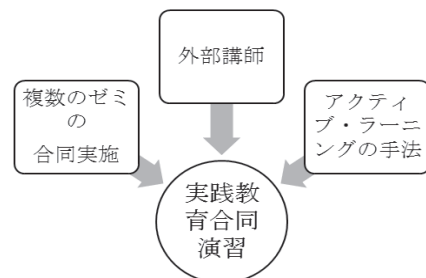 外部講師
複数のゼミ
の
合同実施
アクティ
ブ・ラーニ
ングの手法
実践教
育合同
演習